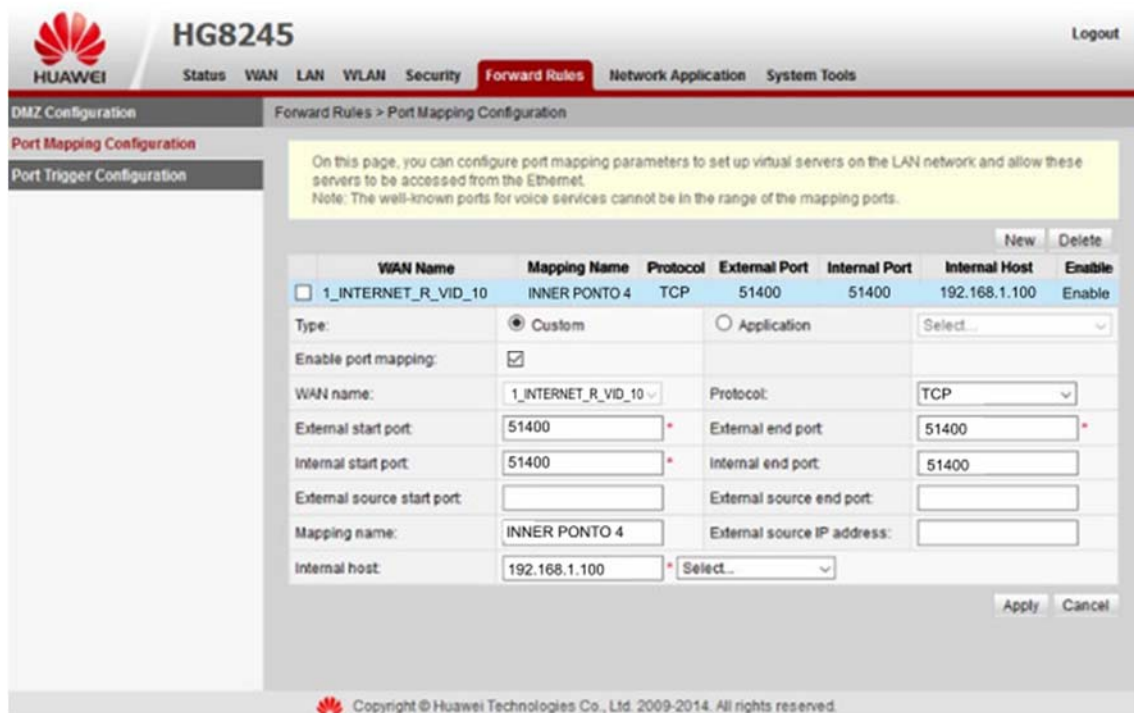 HUAWEI
HG8245
Logout
Status WAN LAN WLAN Security Forward Rules Network Application System Tools
DMZ Configuration
Port Mapping Configuration
Port Trigger Configuration
Forward Rules > Port Mapping Configuration
On this page, you can configure port mapping parameters to set up virtual servers on the LAN network and allow these
servers to be accessed from the Ethernet.
Note: The well-known ports for voice services cannot be in the range of the mapping ports.
New Delete
WAN Name Mapping Name Protocol External Port Internal Port Internal Host Enable
1_INTERNET_R_VID_10 INNER PONTO 4 TCP 51400 51400 192.168.1.100 Enable
Type: Custom Application Select...
Enable port mapping:
WAN name: 1_INTERNET_R_VID_10 Protocol: TCP
External start port: 51400 * External end port: 51400 *
Internal start port: 51400 * Internal end port: 51400
External source start port: External source end port:
Mapping name: INNER PONTO 4 External source IP address:
Internal host: 192.168.1.100 * Select...
Apply Cancel
Copyright © Huawei Technologies Co., Ltd. 2009-2014. All rights reserved.